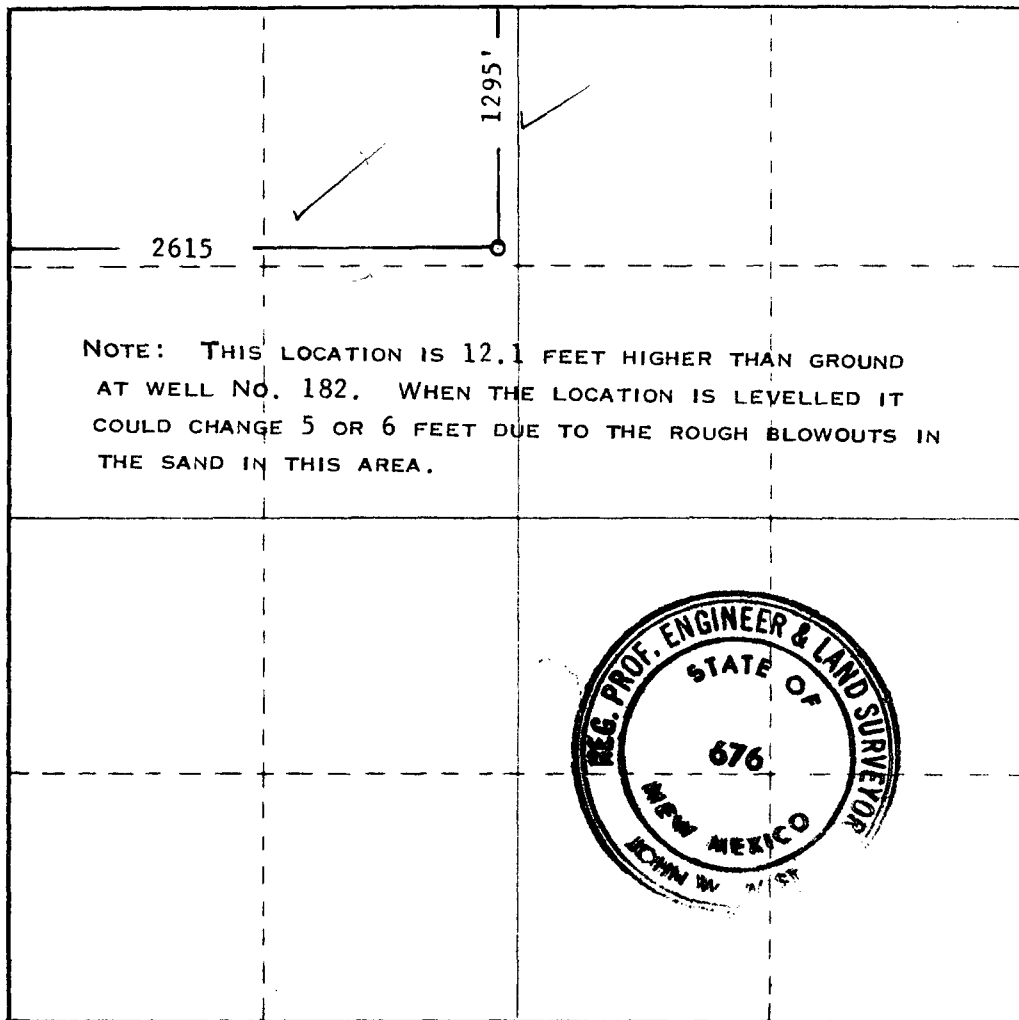 1295'
2615
NOTE: THIS LOCATION IS 12.1 FEET HIGHER THAN GROUND
AT WELL NO. 182. WHEN THE LOCATION IS LEVELLED IT
COULD CHANGE 5 OR 6 FEET DUE TO THE ROUGH BLOWOUTS IN
THE SAND IN THIS AREA.
REG. PROF. ENGINEER & LAND SURVEYOR
STATE OF
676
NEW MEXICO
JOHN W.